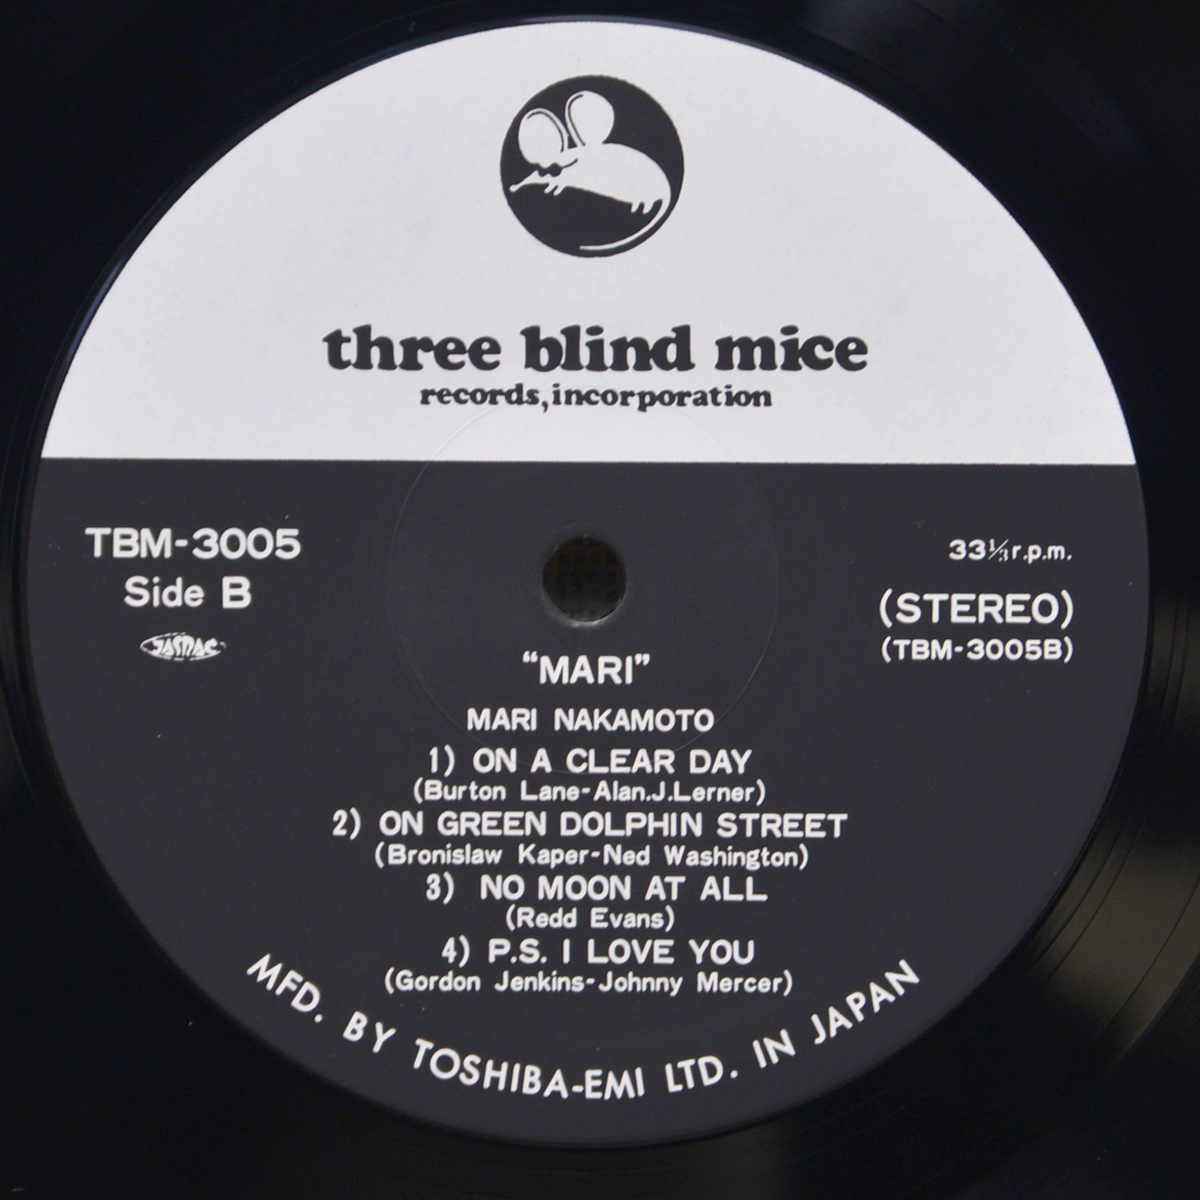 three blind mice
records, incorporation
TBM-3005
Side B
JASRAC
33⅓ r.p.m.
(STEREO)
(TBM-3005B)
“MARI”
MARI NAKAMOTO
1) ON A CLEAR DAY
(Burton Lane-Alan.J.Lerner)
2) ON GREEN DOLPHIN STREET
(Bronislaw Kaper-Ned Washington)
3) NO MOON AT ALL
(Redd Evans)
4) P.S. I LOVE YOU
(Gordon Jenkins-Johnny Mercer)
MFD. BY TOSHIBA-EMI LTD. IN JAPAN